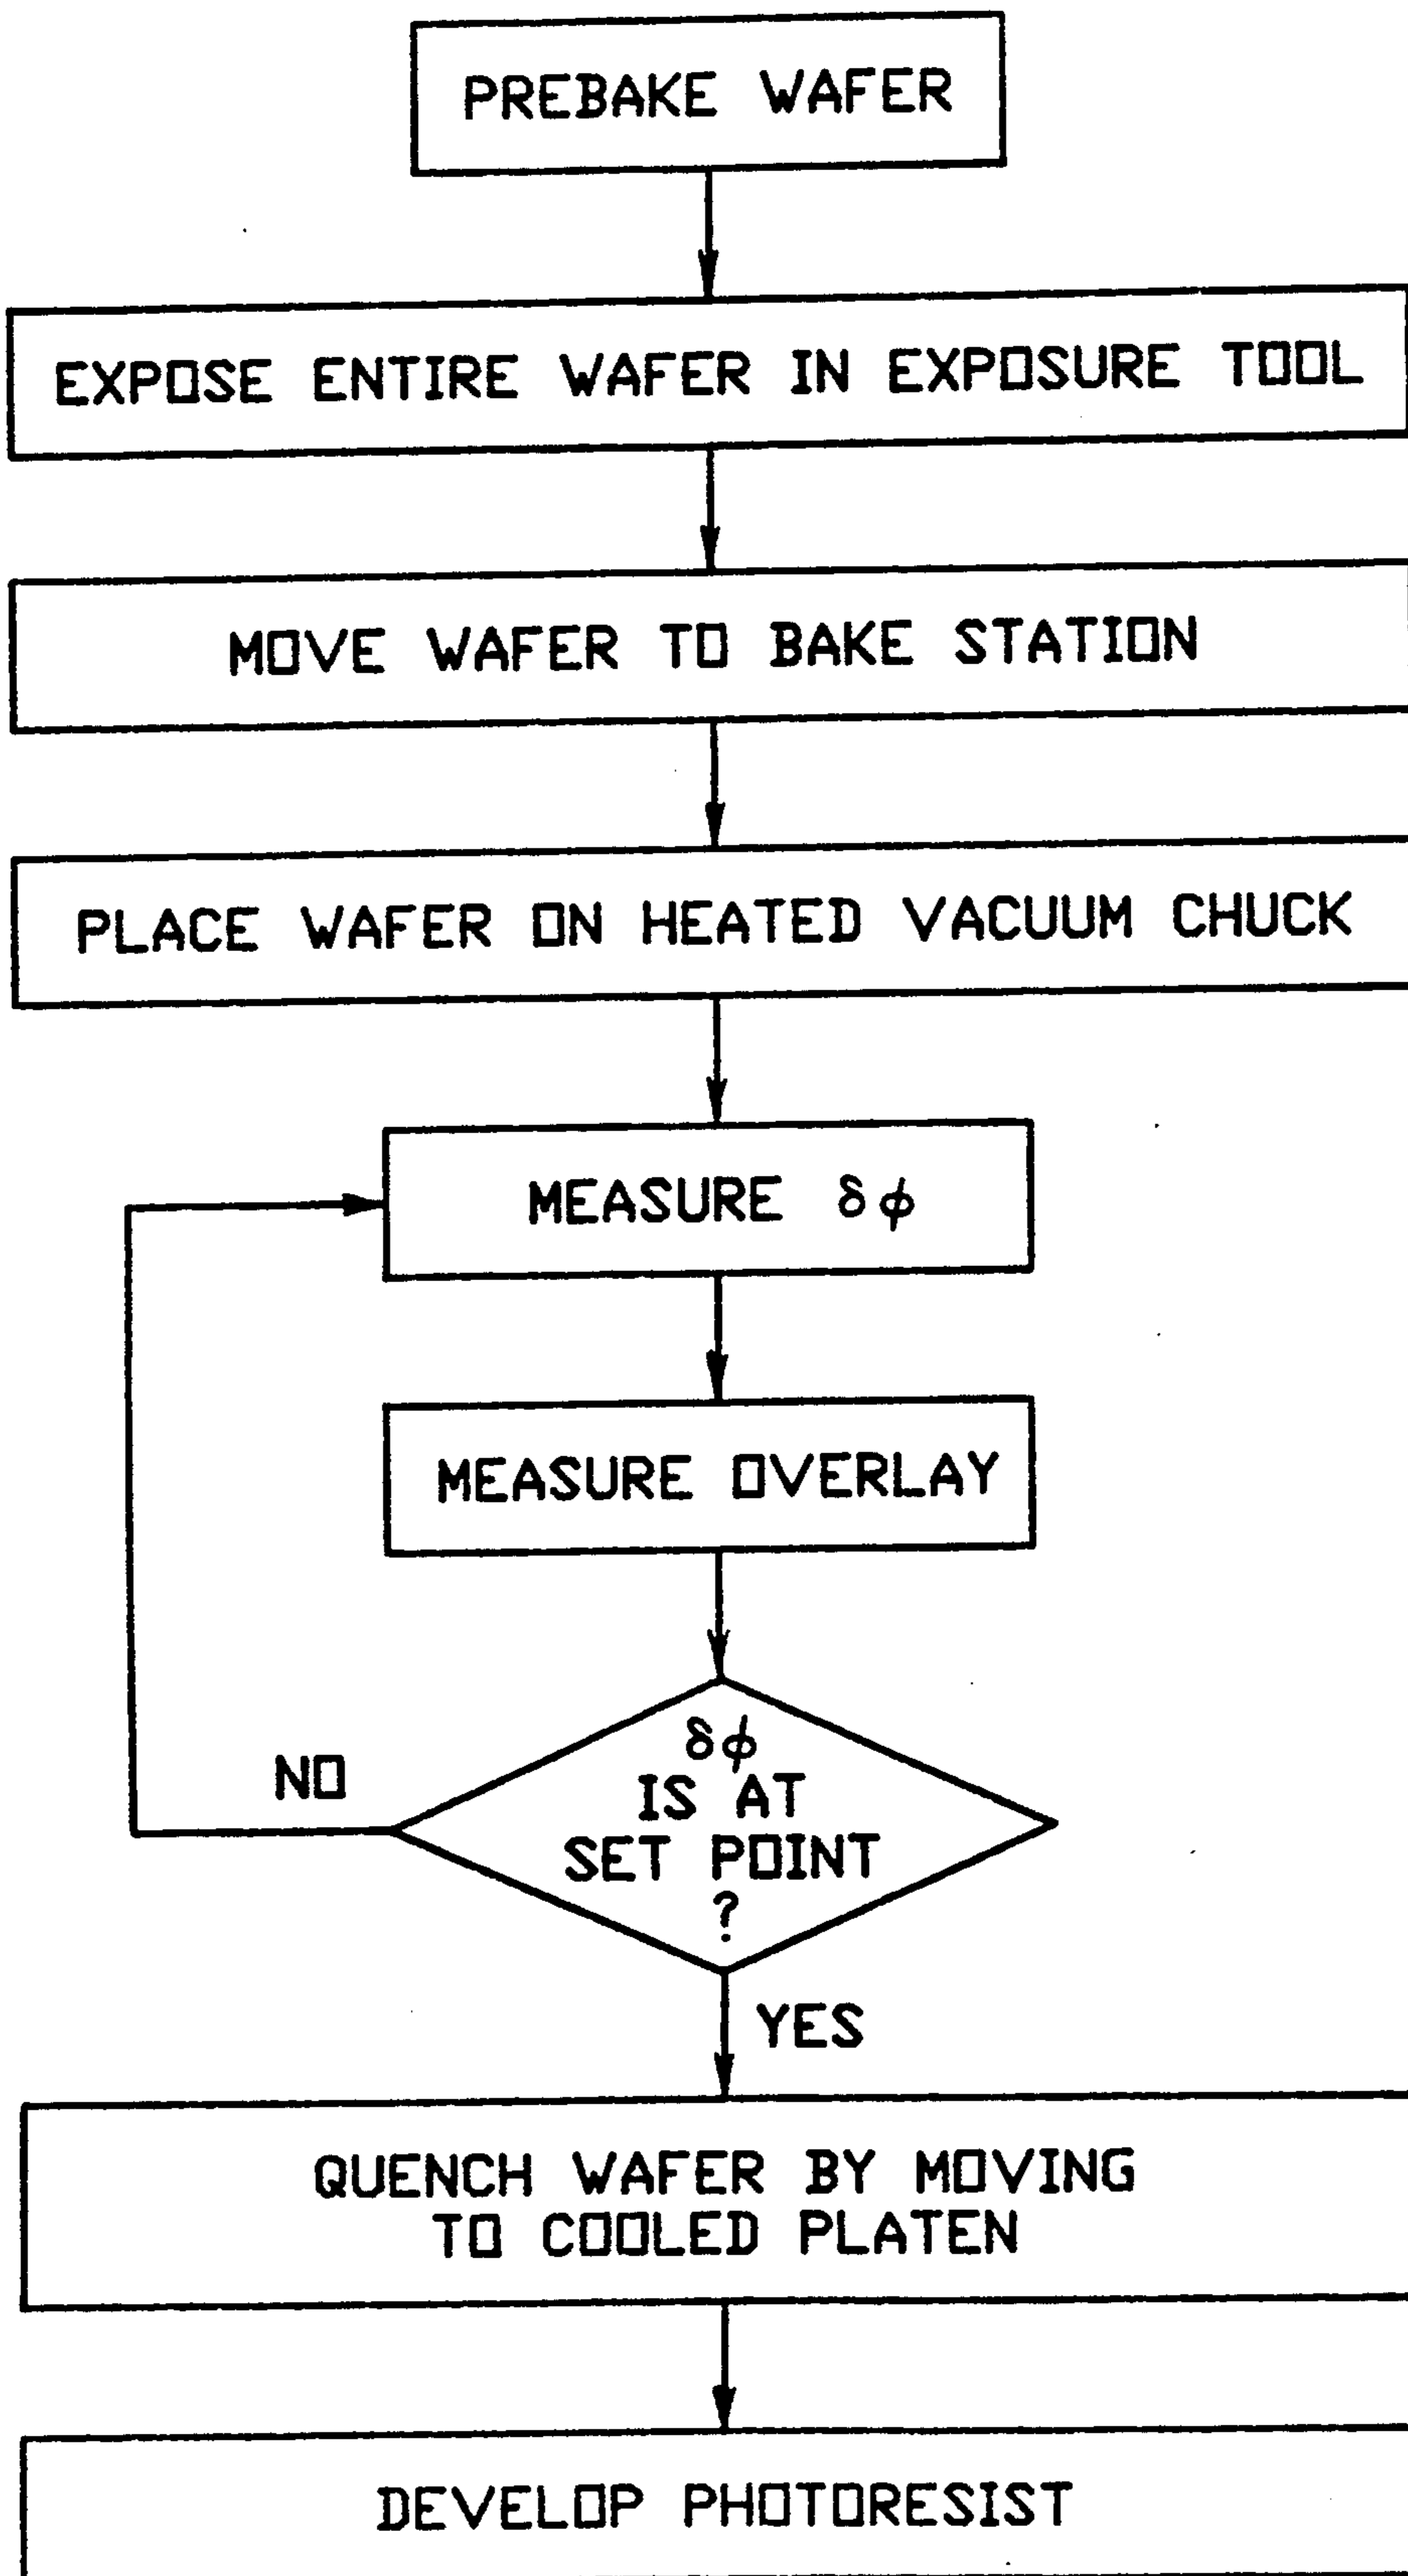 PREBAKE WAFER
EXPOSE ENTIRE WAFER IN EXPOSURE TOOL
MOVE WAFER TO BAKE STATION
PLACE WAFER ON HEATED VACUUM CHUCK
MEASURE δϕ
MEASURE OVERLAY
δϕ
IS AT
SET POINT
?
NO
YES
QUENCH WAFER BY MOVING
TO COOLED PLATEN
DEVELOP PHOTORESIST